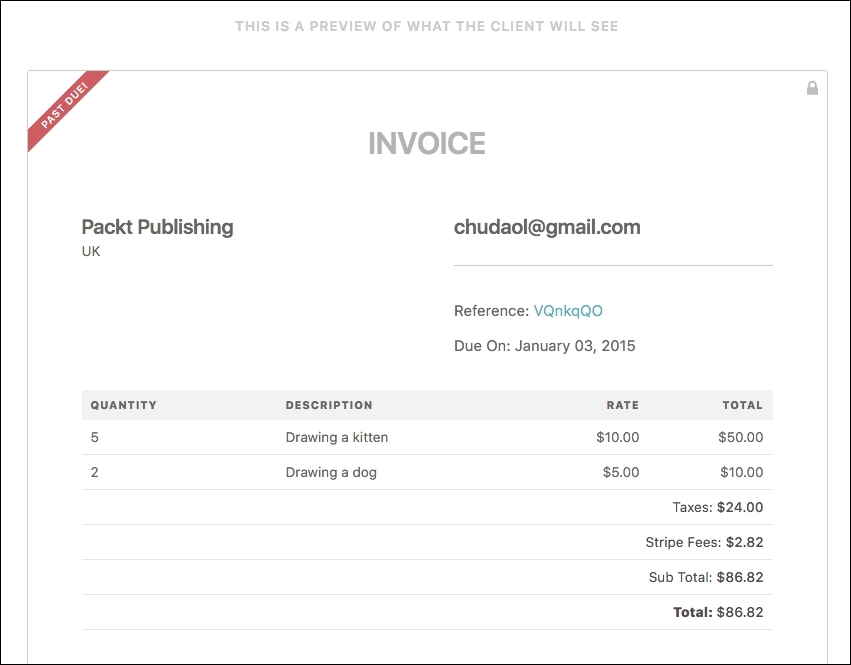 THIS IS A PREVIEW OF WHAT THE CLIENT WILL SEE
PAST DUE!
INVOICE
Packt Publishing
UK
chudaol@gmail.com
Reference: VQnkqQO
Due On: January 03, 2015
QUANTITY DESCRIPTION RATE TOTAL
5 Drawing a kitten $10.00 $50.00
2 Drawing a dog $5.00 $10.00
Taxes: $24.00
Stripe Fees: $2.82
Sub Total: $86.82
Total: $86.82